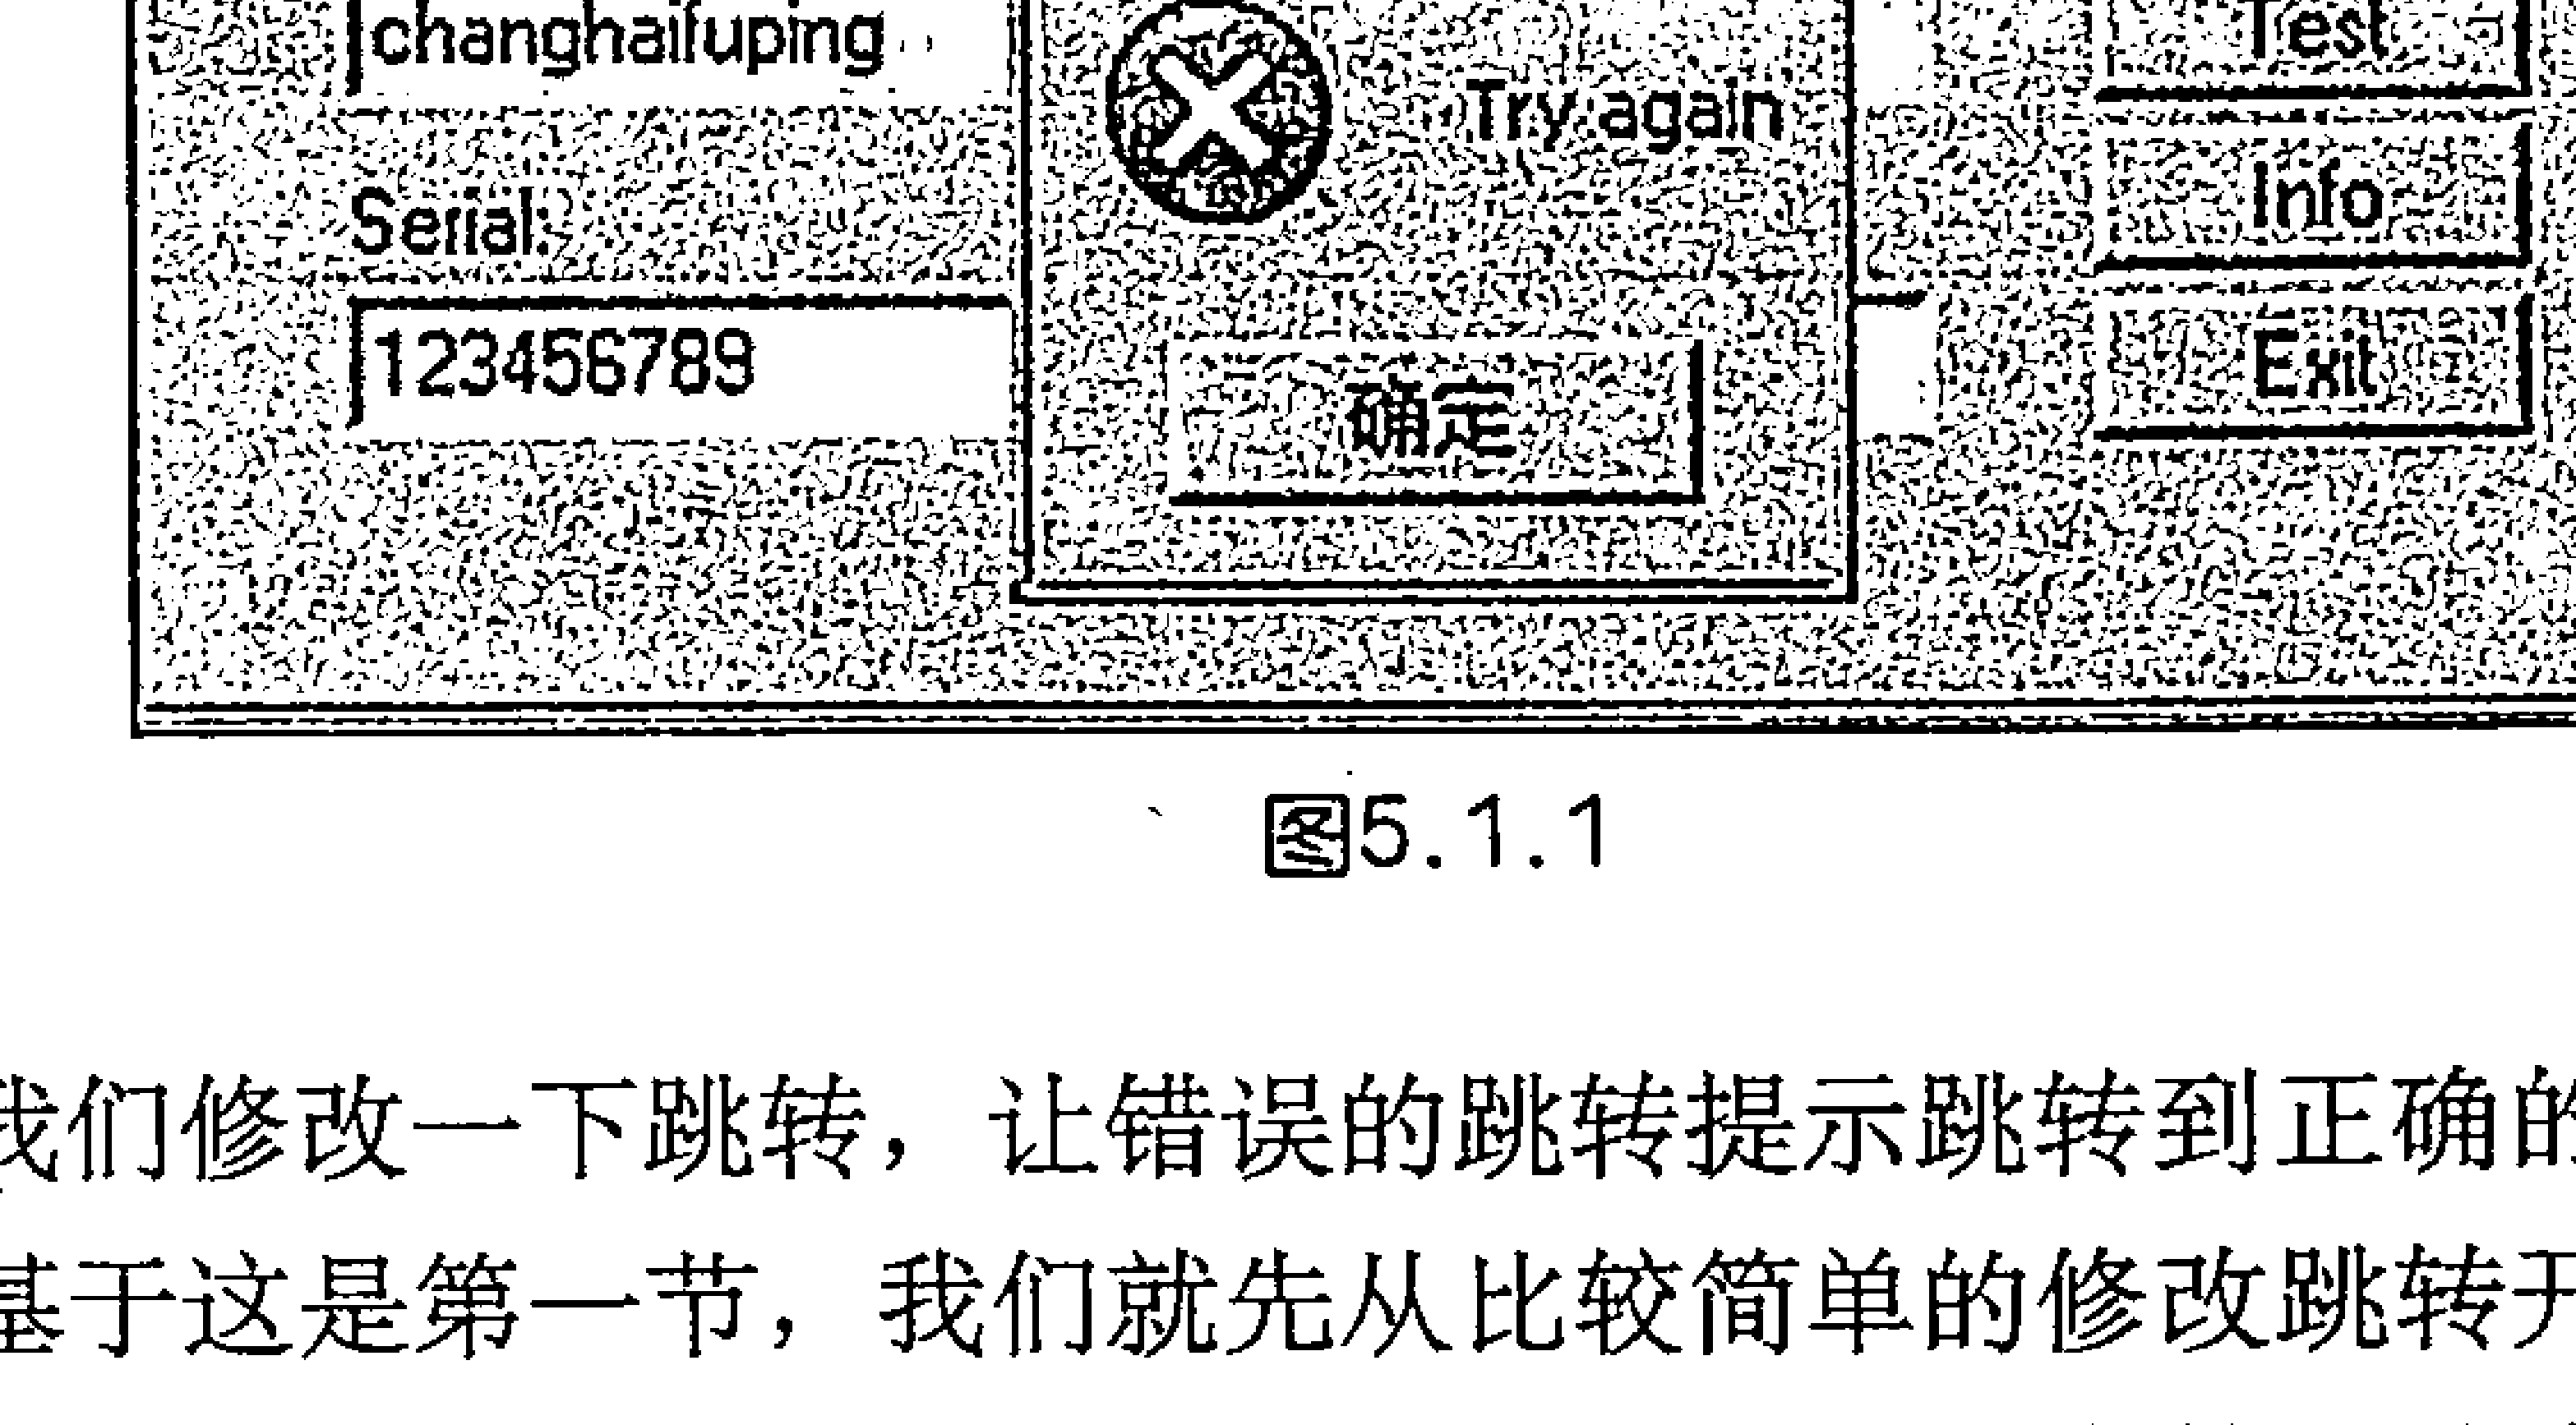 changhaifuping
Test
Try again
Info
Serial:
123456789
Exit
确定
图5.1.1
我们修改一下跳转，让错误的跳转提示跳转到正确的
基于这是第一节，我们就先从比较简单的修改跳转开